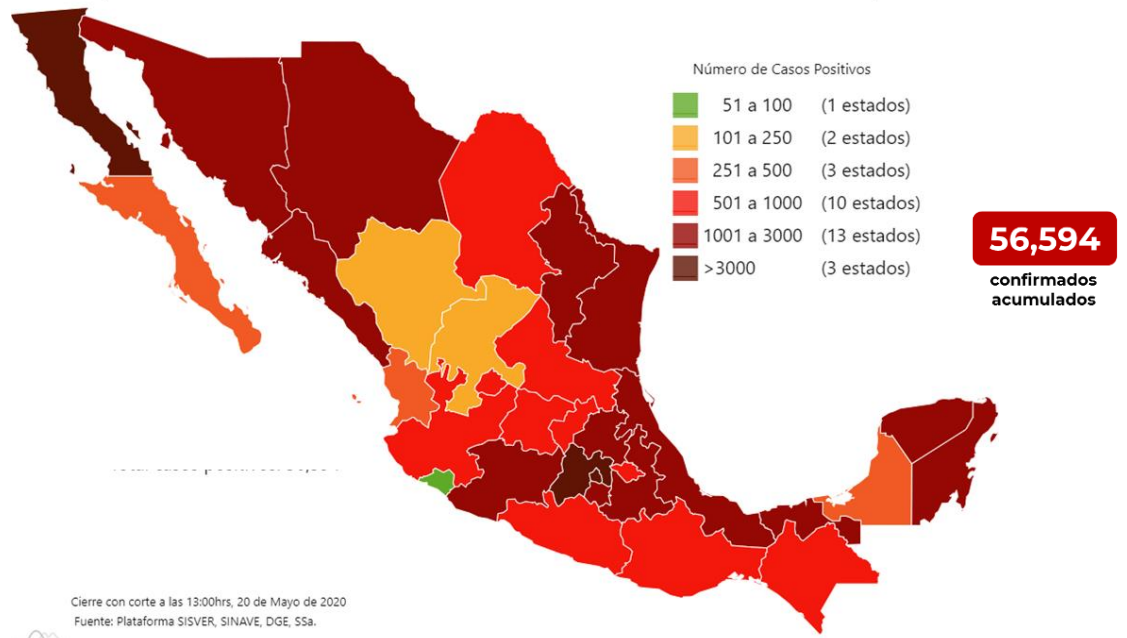 Número de Casos Positivos
51 a 100 (1 estados)
101 a 250 (2 estados)
251 a 500 (3 estados)
501 a 1000 (10 estados)
1001 a 3000 (13 estados)
>3000 (3 estados)
56,594
confirmados
acumulados
Cierre con corte a las 13:00hrs, 20 de Mayo de 2020
Fuente: Plataforma SISVER, SINAVE, DGE, SSa.